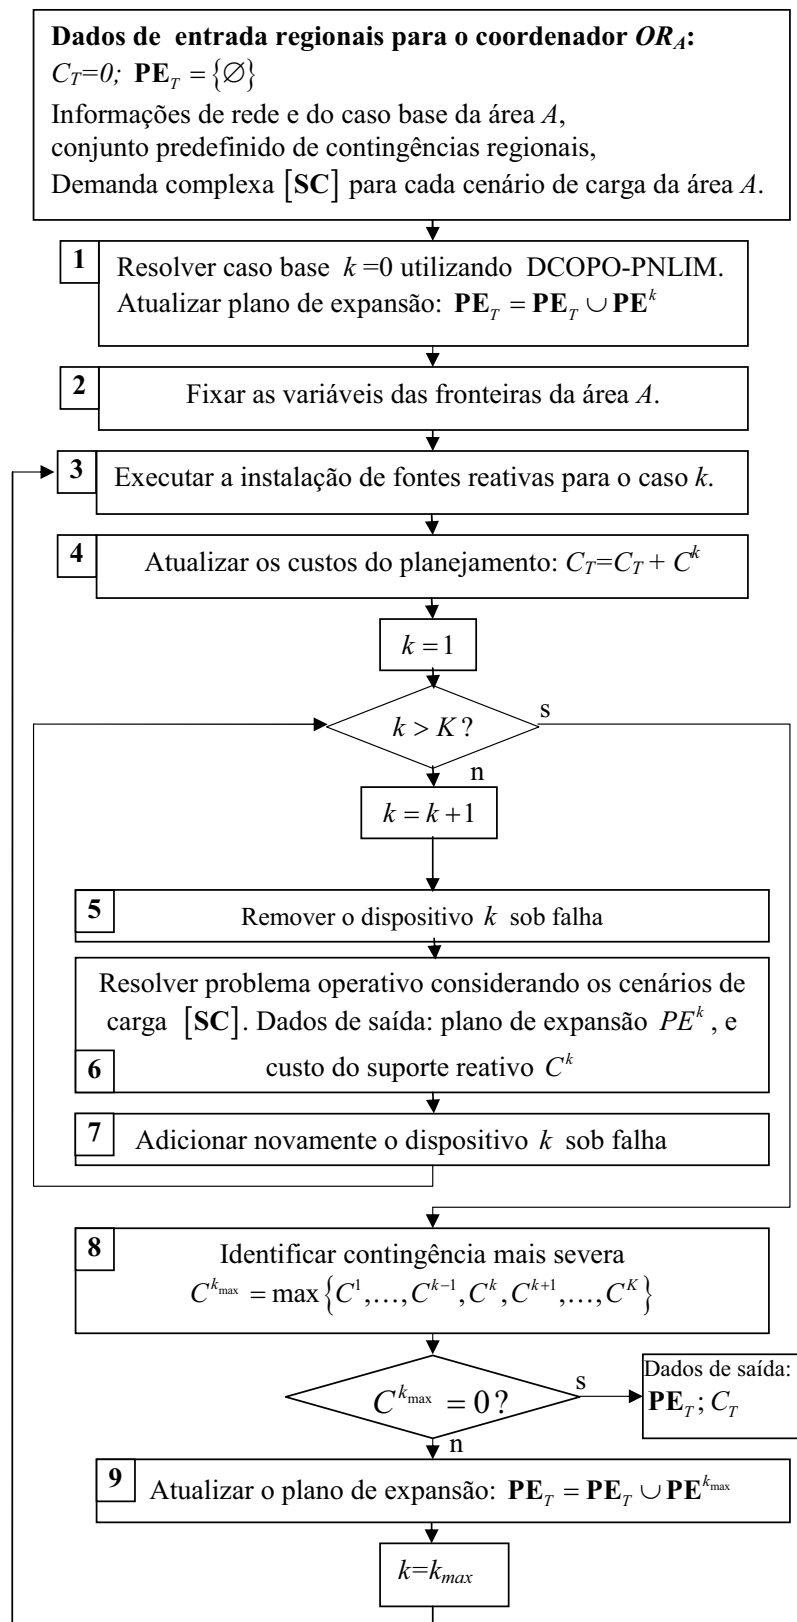 Dados de entrada regionais para o coordenador OR_A:
C_T=0; PE_T = {∅}
Informações de rede e do caso base da área A,
conjunto predefinido de contingências regionais,
Demanda complexa [SC] para cada cenário de carga da área A.
1
Resolver caso base k =0 utilizando DCOPO-PNLIM.
Atualizar plano de expansão: PE_T = PE_T ∪ PE^k
2
Fixar as variáveis das fronteiras da área A.
3
Executar a instalação de fontes reativas para o caso k.
4
Atualizar os custos do planejamento: C_T=C_T + C^k
k = 1
k > K ?
s
n
k = k +1
5
Remover o dispositivo k sob falha
Resolver problema operativo considerando os cenários de
carga [SC]. Dados de saída: plano de expansão PE^k , e
6
custo do suporte reativo C^k
7
Adicionar novamente o dispositivo k sob falha
8
Identificar contingência mais severa
C^{k_max} = max{C^1,…,C^{k−1},C^k,C^{k+1},…,C^K}
C^{k_max} = 0 ?
s
n
Dados de saída:
PE_T; C_T
9
Atualizar o plano de expansão: PE_T = PE_T ∪ PE^{k_max}
k=k_max